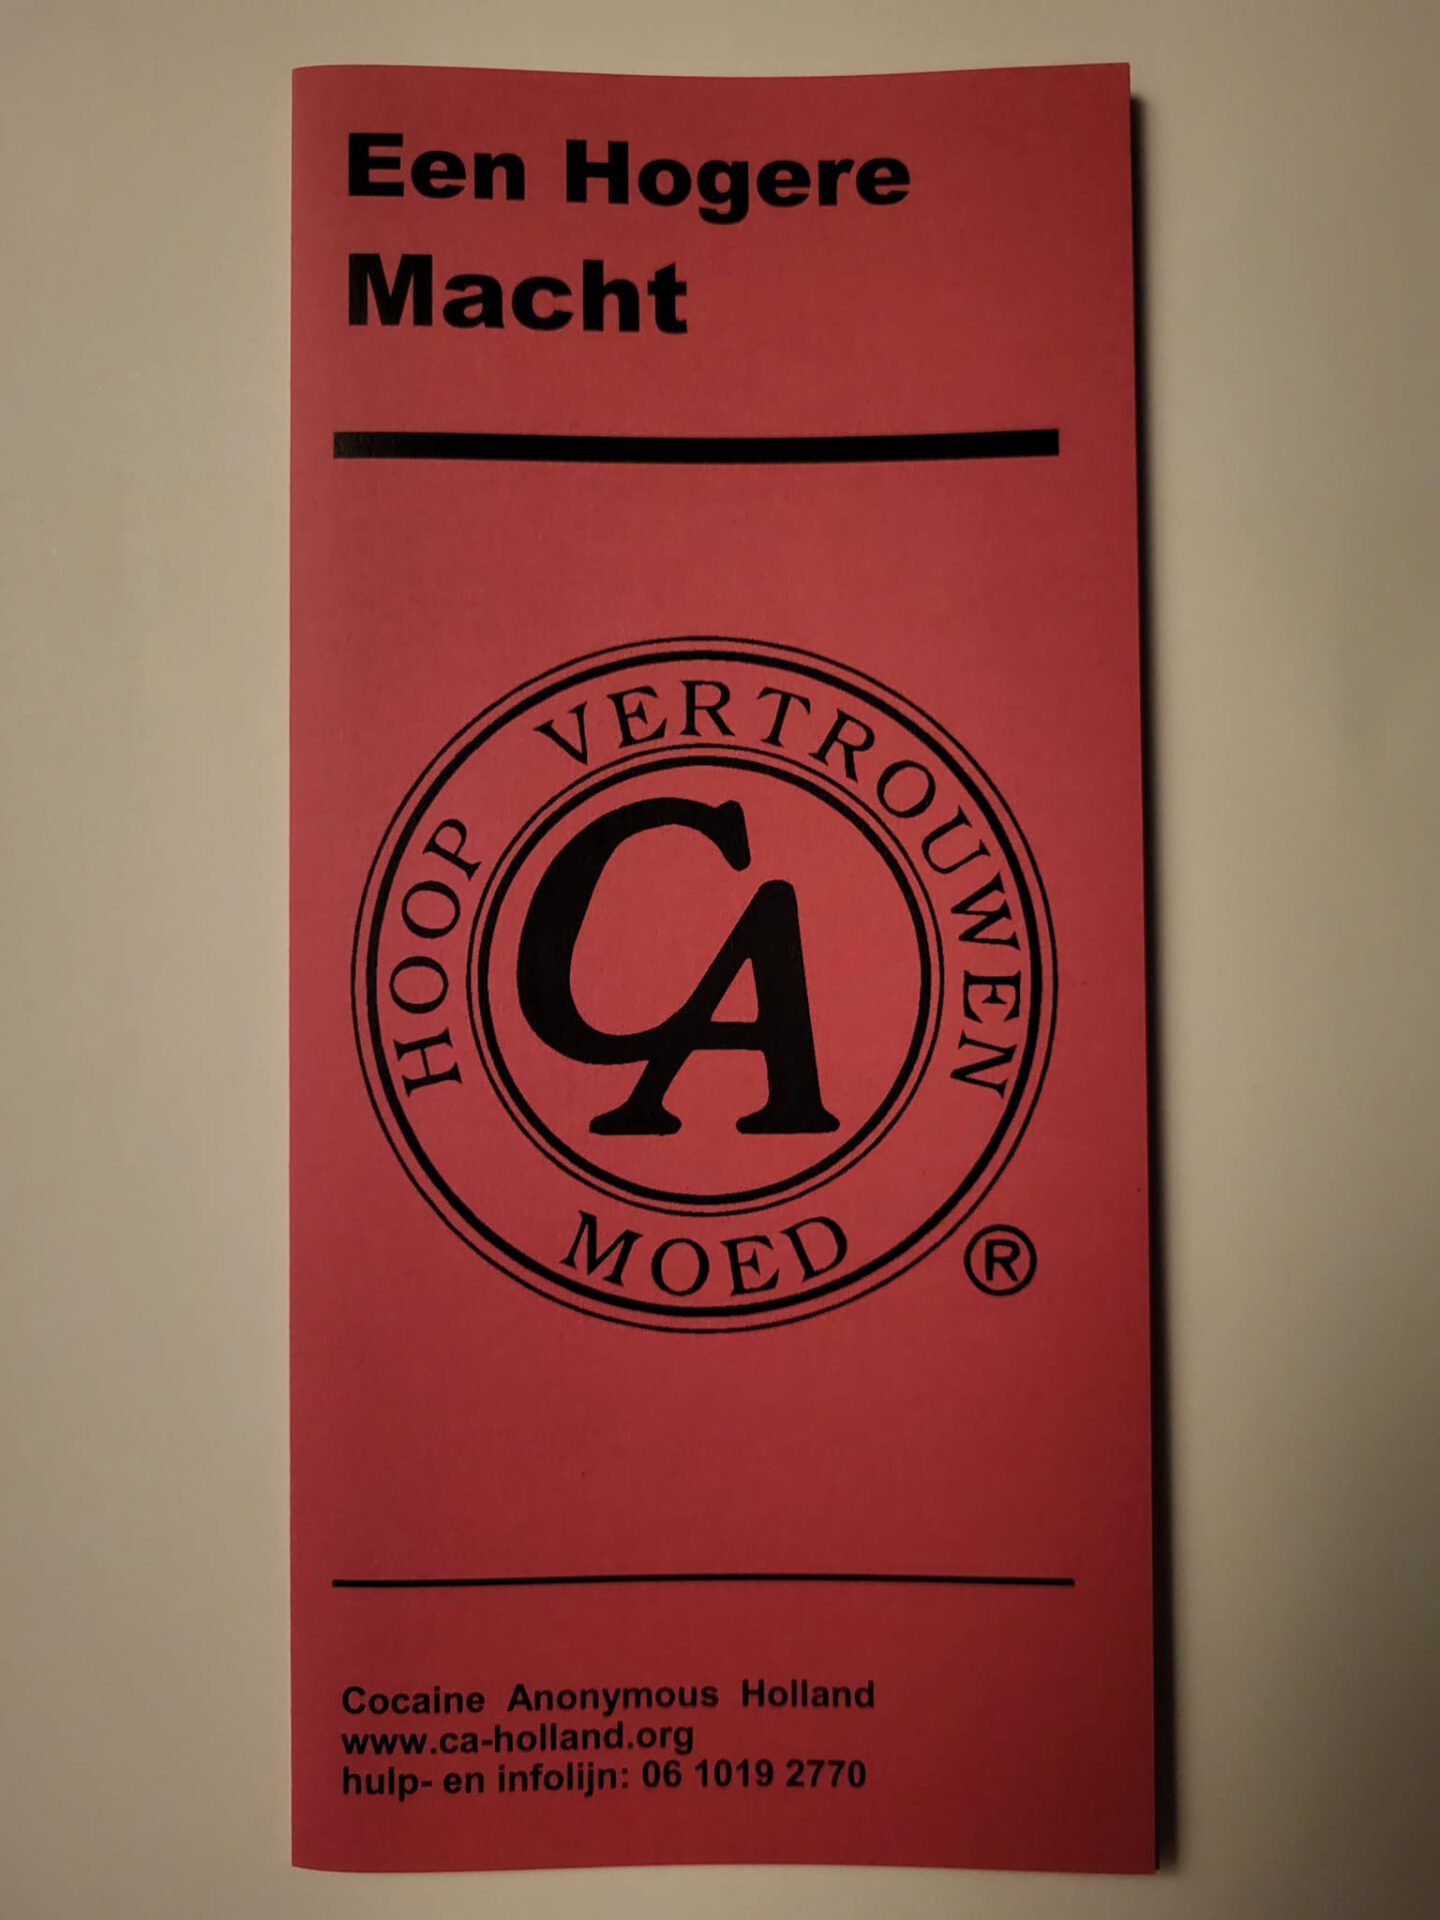 Een Hogere
Macht
HOOP VERTROUWEN
CA
MOED
®
Cocaine Anonymous Holland
www.ca-holland.org
hulp- en infolijn: 06 1019 2770